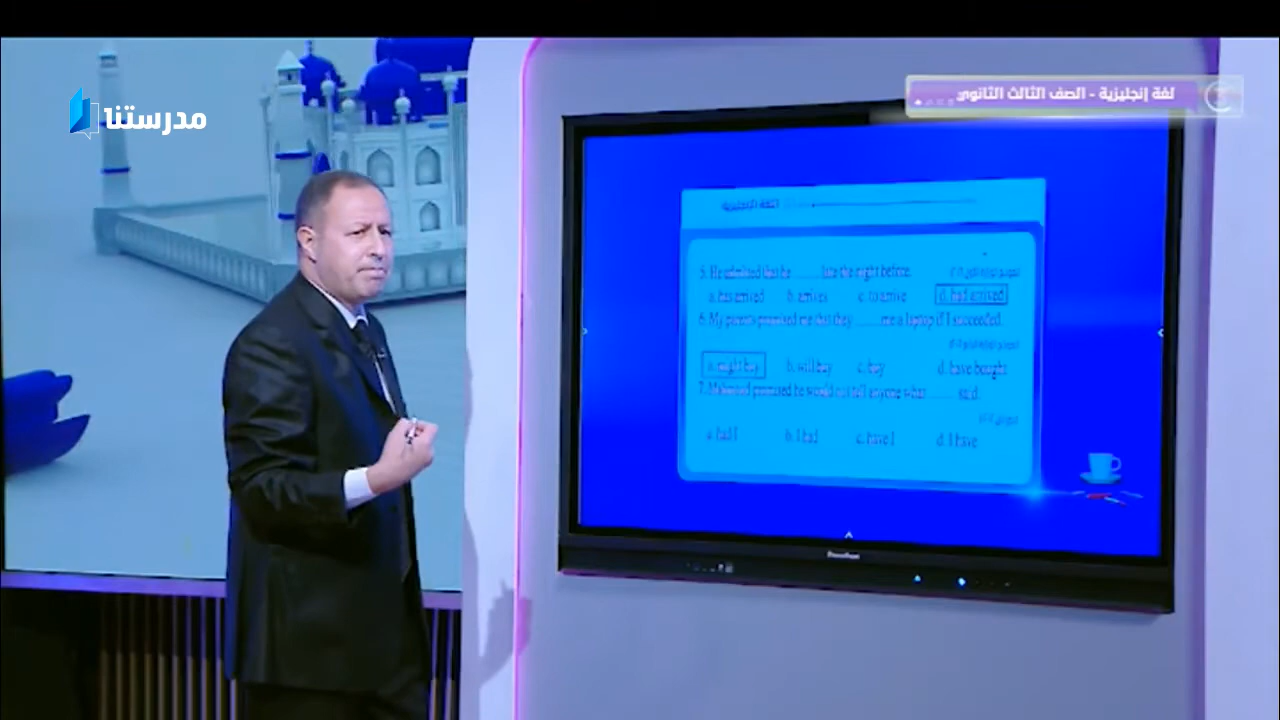 مدرستنا
لغة إنجليزية - الصف الثالث الثانوي
اللغة الإنجليزية
5. He admitted that he ...... late the night before.
a. has arrived b. arrives c. to arrive d. had arrived
6. My parents promised me that they ...... me a laptop if I succeeded.
a. might buy b. will buy c. buy d. have bought
7. Mahmoud promised he would not tell anyone what ...... said.
a. had I b. I had c. have I d. I have